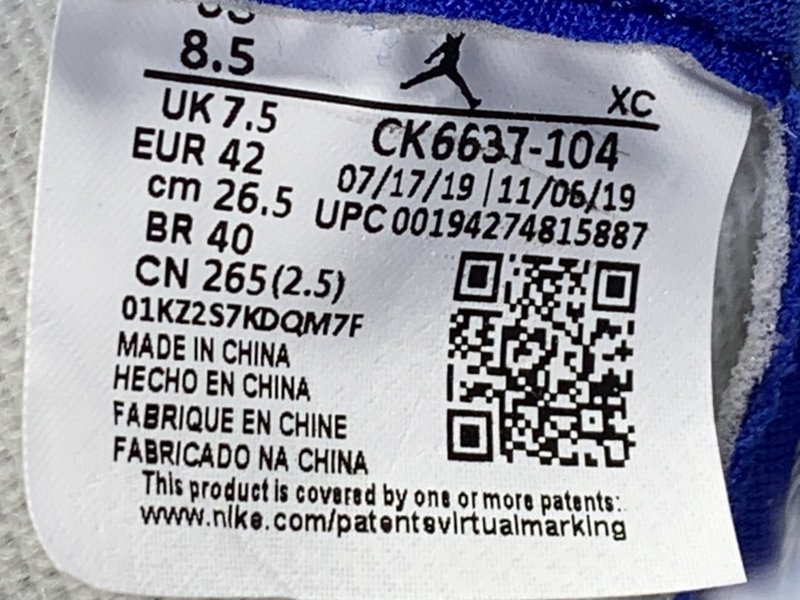 US
8.5
XC
UK 7.5
EUR 42
cm 26.5
BR 40
CN 265(2.5)
CK6637-104
07/17/19 | 11/06/19
UPC 00194274815887
01KZ2S7KDQM7F
MADE IN CHINA
HECHO EN CHINA
FABRIQUE EN CHINE
FABRICADO NA CHINA
This product is covered by one or more patents:
www.nike.com/patentsvirtualmarking